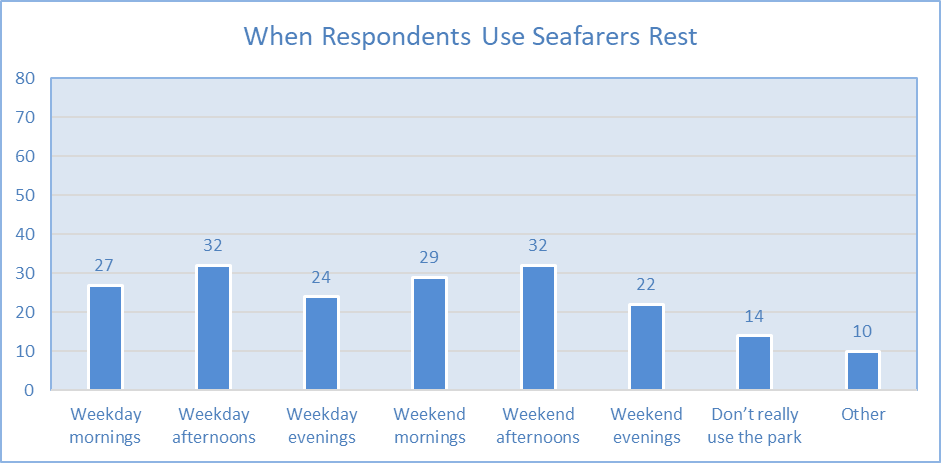 When Respondents Use Seafarers Rest
80
70
60
50
40
30
20
10
0
27
32
24
29
32
22
14
10
Weekday
mornings
Weekday
afternoons
Weekday
evenings
Weekend
mornings
Weekend
afternoons
Weekend
evenings
Don’t really
use the park
Other